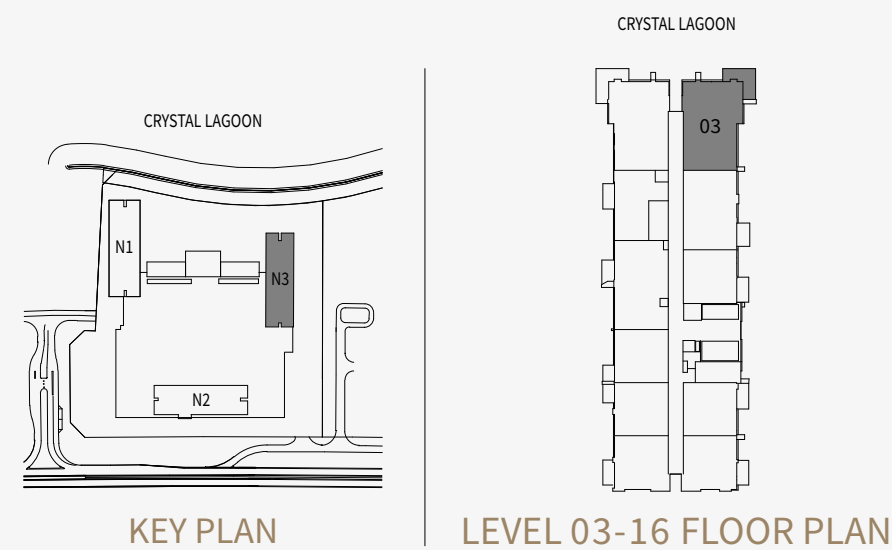 CRYSTAL LAGOON
N1
N3
N2
KEY PLAN
CRYSTAL LAGOON
03
LEVEL 03-16 FLOOR PLAN